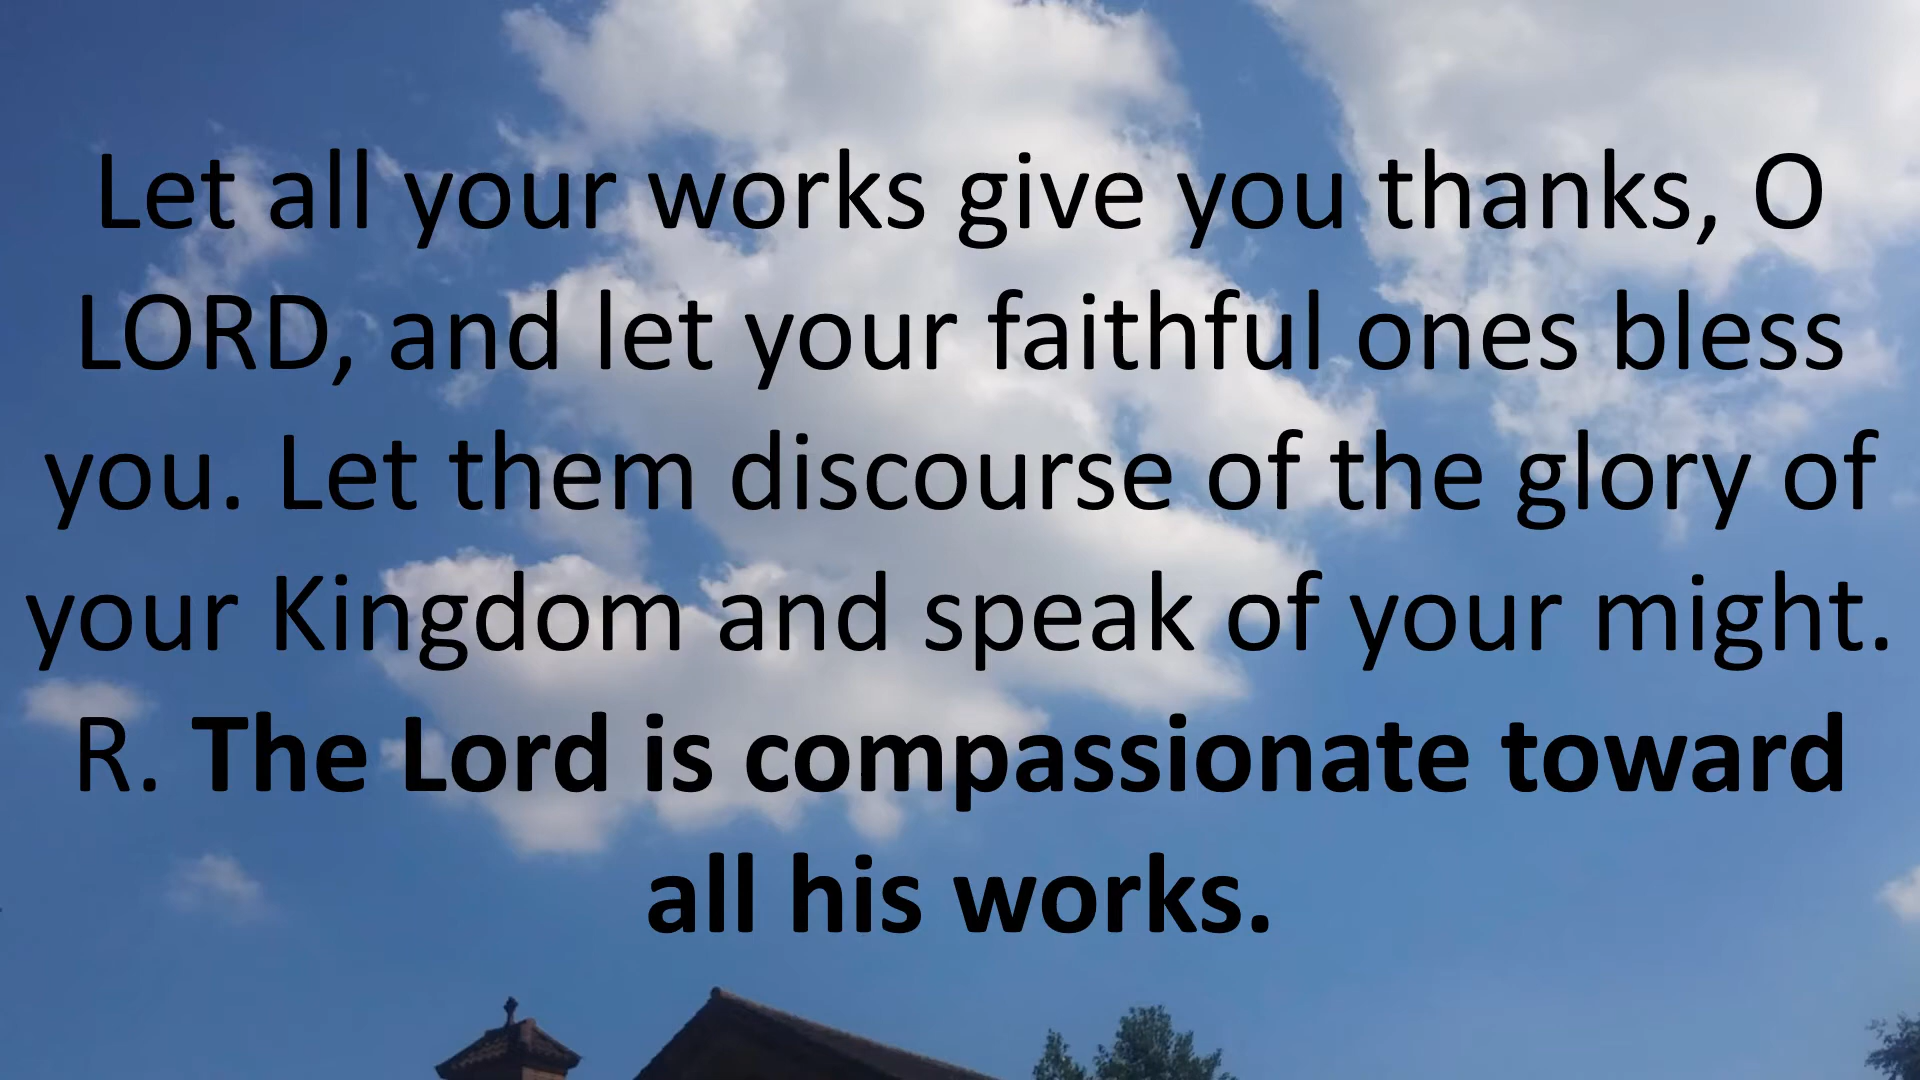 Let all your works give you thanks, O
LORD, and let your faithful ones bless
you. Let them discourse of the glory of
your Kingdom and speak of your might.
R. The Lord is compassionate toward
all his works.